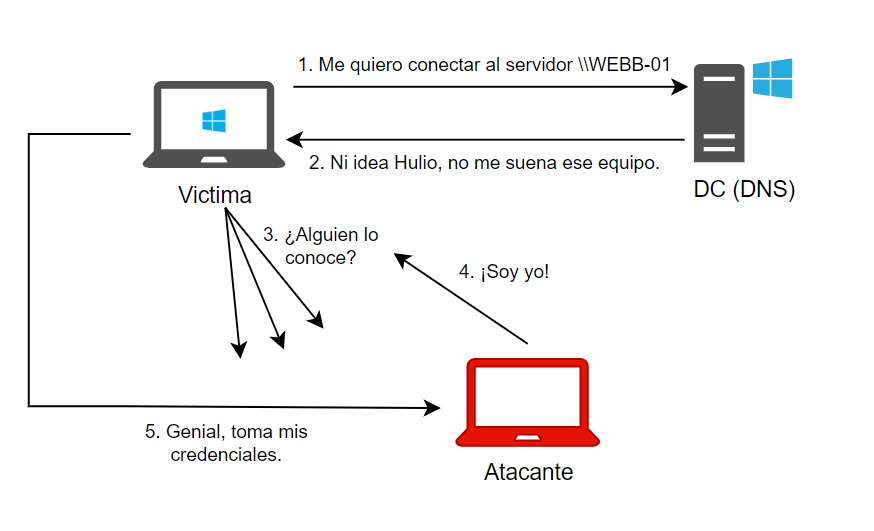 1. Me quiero conectar al servidor \\WEBB-01
2. Ni idea Hulio, no me suena ese equipo.
Victima
DC (DNS)
3. ¿Alguien lo
conoce?
4. ¡Soy yo!
5. Genial, toma mis
credenciales.
Atacante